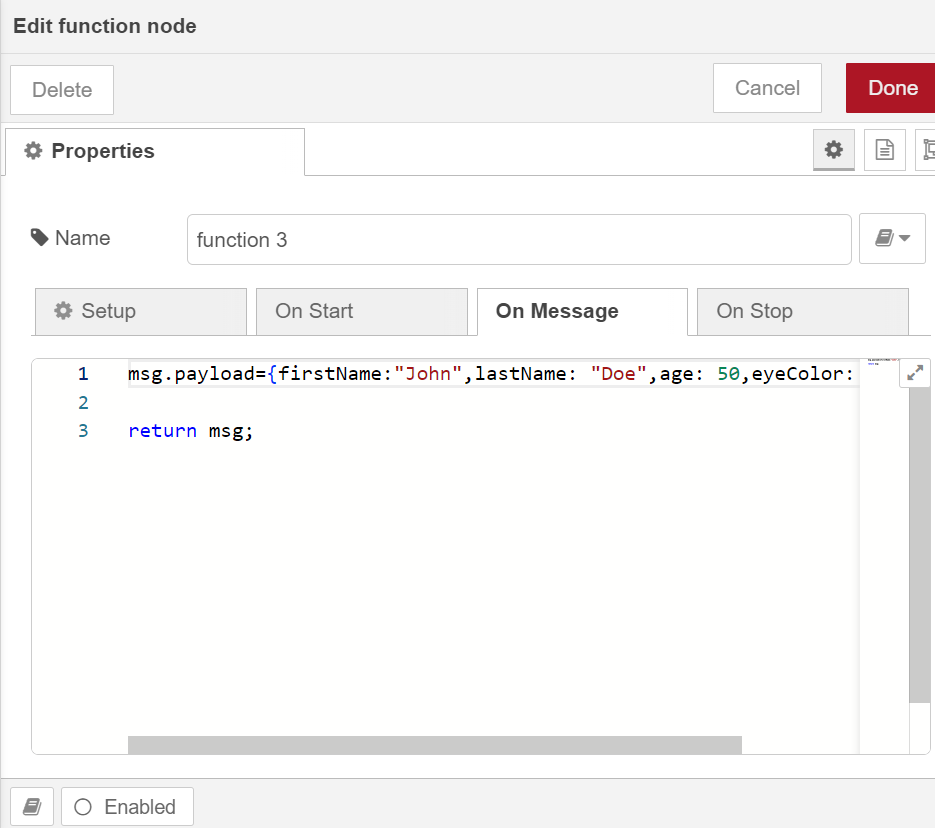 Edit function node
Delete
Cancel
Done
Properties
Name
function 3
Setup
On Start
On Message
On Stop
1 msg.payload={firstName:"John",lastName: "Doe",age: 50,eyeColor:
2
3 return msg;
Enabled